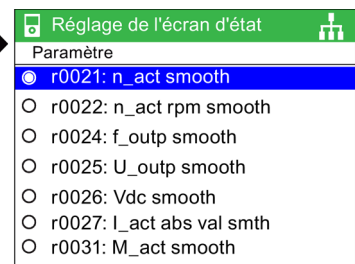 Réglage de l'écran d'état
Paramètre
r0021: n_act smooth
r0022: n_act rpm smooth
r0024: f_outp smooth
r0025: U_outp smooth
r0026: Vdc smooth
r0027: I_act abs val smth
r0031: M_act smooth